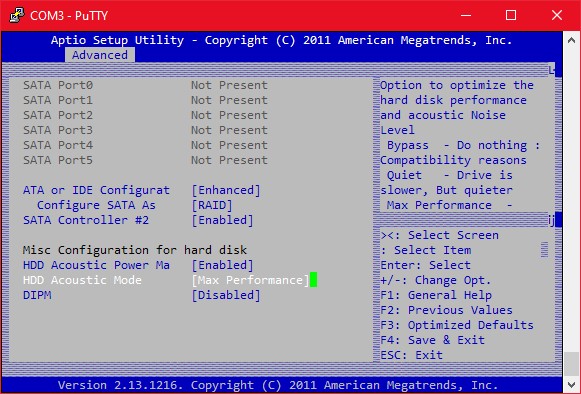 COM3 - PuTTY
Aptio Setup Utility - Copyright (C) 2011 American Megatrends, Inc.
Advanced
SATA Port0 Not Present
SATA Port1 Not Present
SATA Port2 Not Present
SATA Port3 Not Present
SATA Port4 Not Present
SATA Port5 Not Present
ATA or IDE Configurat [Enhanced]
Configure SATA As [RAID]
SATA Controller #2 [Enabled]
Misc Configuration for hard disk
HDD Acoustic Power Ma [Enabled]
HDD Acoustic Mode [Max Performance]
DIPM [Disabled]
Option to optimize the
hard disk performance
and acoustic Noise
Level
Bypass - Do nothing :
Compatibility reasons
Quiet - Drive is
slower, But quieter
Max Performance -
><: Select Screen
: Select Item
Enter: Select
+/-: Change Opt.
F1: General Help
F2: Previous Values
F3: Optimized Defaults
F4: Save & Exit
ESC: Exit
Version 2.13.1216. Copyright (C) 2011 American Megatrends, Inc.